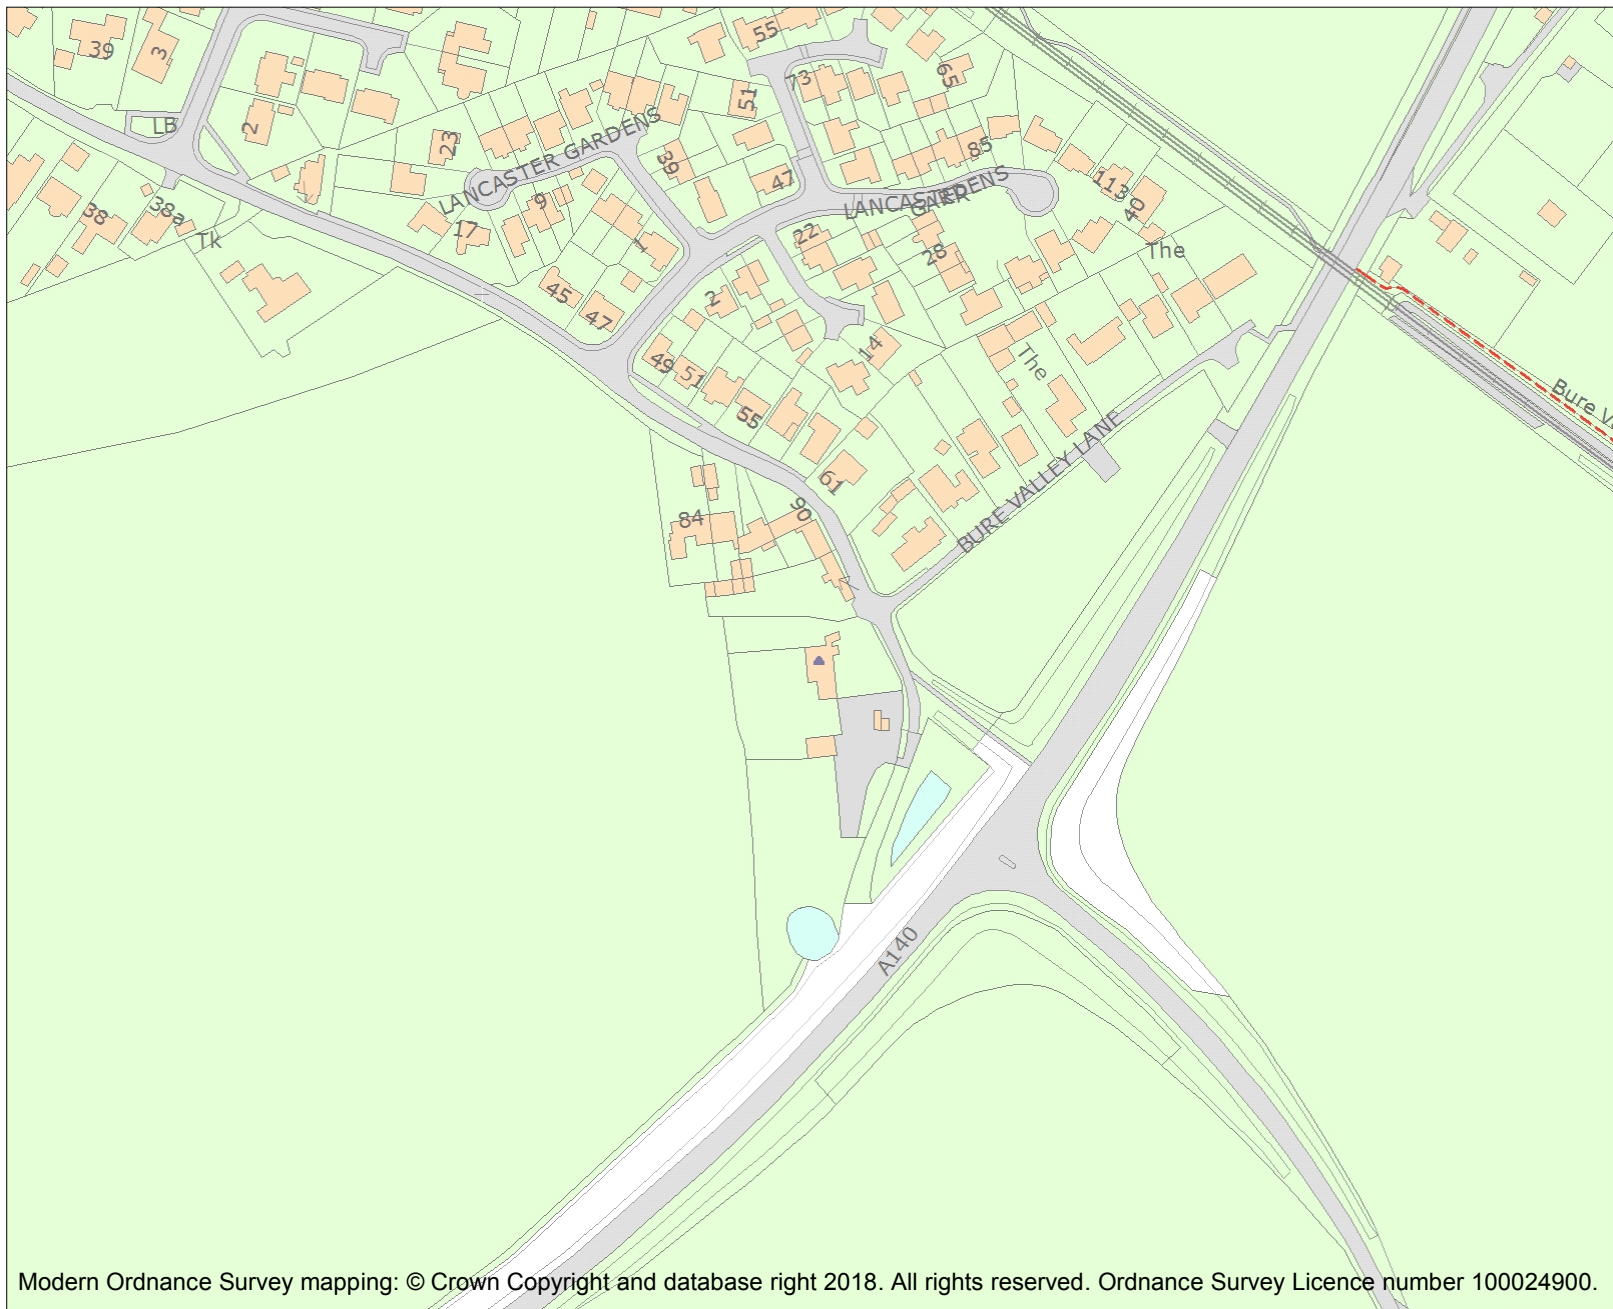 55
39
3
73
65
51
LB
2
23
LANCASTER GARDENS
39
85
47
113
40
LANCASTER GARDENS
GARDENS
38
38a
Tk
17
9
1
22
28
The
45
47
2
14
49
51
55
The
Bure V
61
BURE VALLEY LANE
84
90
A140
Modern Ordnance Survey mapping: © Crown Copyright and database right 2018. All rights reserved. Ordnance Survey Licence number 100024900.